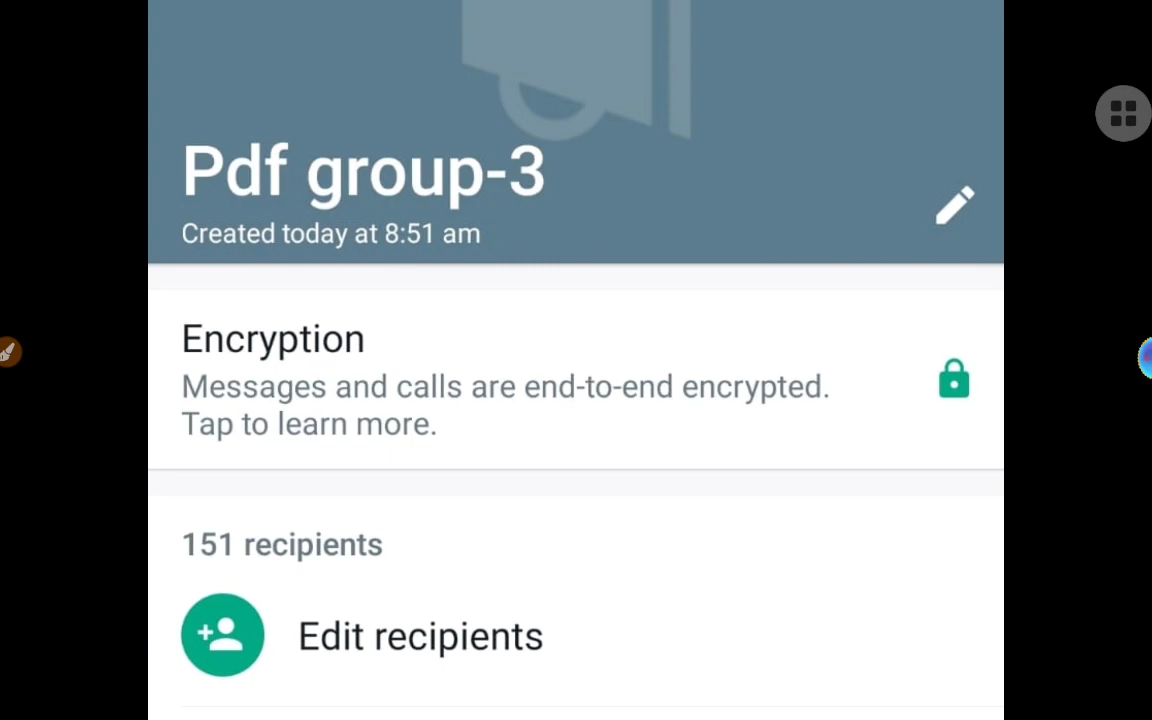 Pdf group-3
Created today at 8:51 am
Encryption
Messages and calls are end-to-end encrypted.
Tap to learn more.
151 recipients
Edit recipients